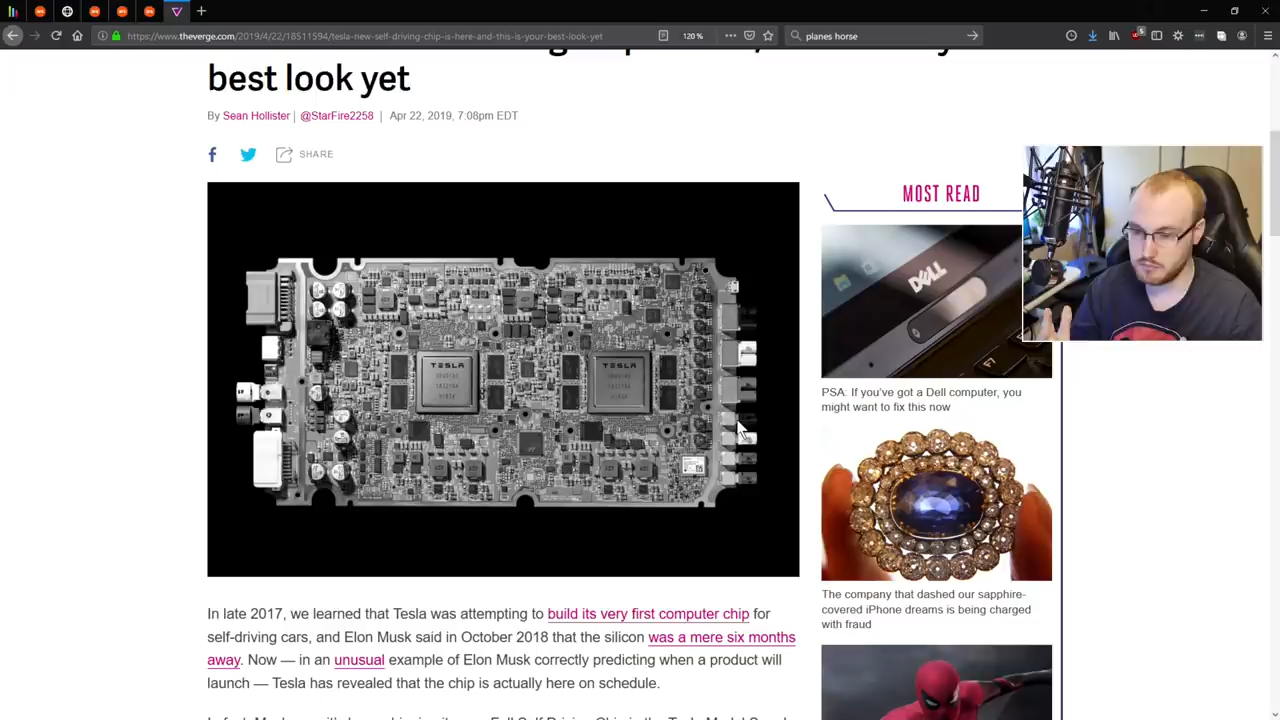 https://www.theverge.com/2019/4/22/18511594/tesla-new-self-driving-chip-is-here-and-this-is-your-best-look-yet
120%
planes horse
best look yet
By Sean Hollister | @StarFire2258 | Apr 22, 2019, 7:08pm EDT
SHARE
MOST READ
DELL
TESLA
TESLA
PSA: If you've got a Dell computer, you
might want to fix this now
The company that dashed our sapphire-
covered iPhone dreams is being charged
with fraud
In late 2017, we learned that Tesla was attempting to build its very first computer chip for
self-driving cars, and Elon Musk said in October 2018 that the silicon was a mere six months
away. Now — in an unusual example of Elon Musk correctly predicting when a product will
launch — Tesla has revealed that the chip is actually here on schedule.